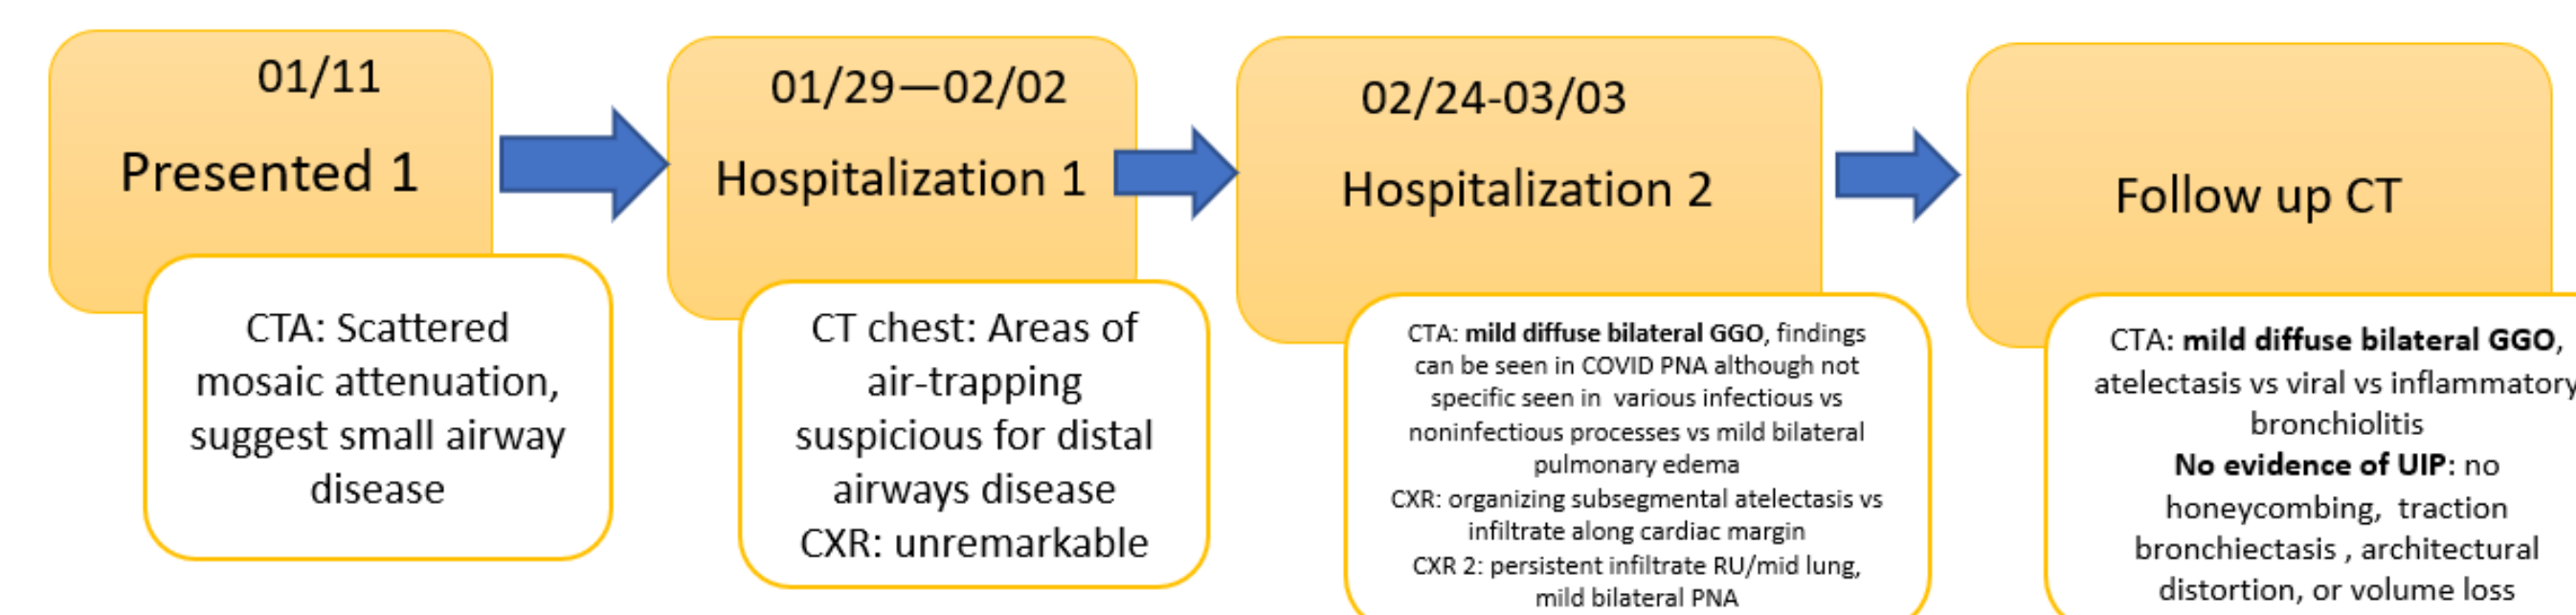 01/11
Presented 1
CTA: Scattered
mosaic attenuation,
suggest small airway
disease
01/29—02/02
Hospitalization 1
CT chest: Areas of
air-trapping
suspicious for distal
airways disease
CXR: unremarkable
02/24-03/03
Hospitalization 2
CTA: mild diffuse bilateral GGO, findings
can be seen in COVID PNA although not
specific seen in various infectious vs
noninfectious processes vs mild bilateral
pulmonary edema
CXR: organizing subsegmental atelectasis vs
infiltrate along cardiac margin
CXR 2: persistent infiltrate RU/mid lung,
mild bilateral PNA
Follow up CT
CTA: mild diffuse bilateral GGO,
atelectasis vs viral vs inflammatory
bronchiolitis
No evidence of UIP: no
honeycombing, traction
bronchiectasis , architectural
distortion, or volume loss